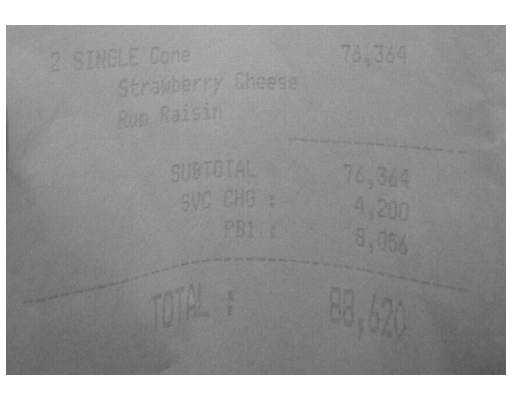 2 SINGLE Cone 76,364
Strawberry Cheese
Rum Raisin
SUBTOTAL 76,364
SVC CHG : 4,200
PB1 : 8,056
TOTAL : 88,620